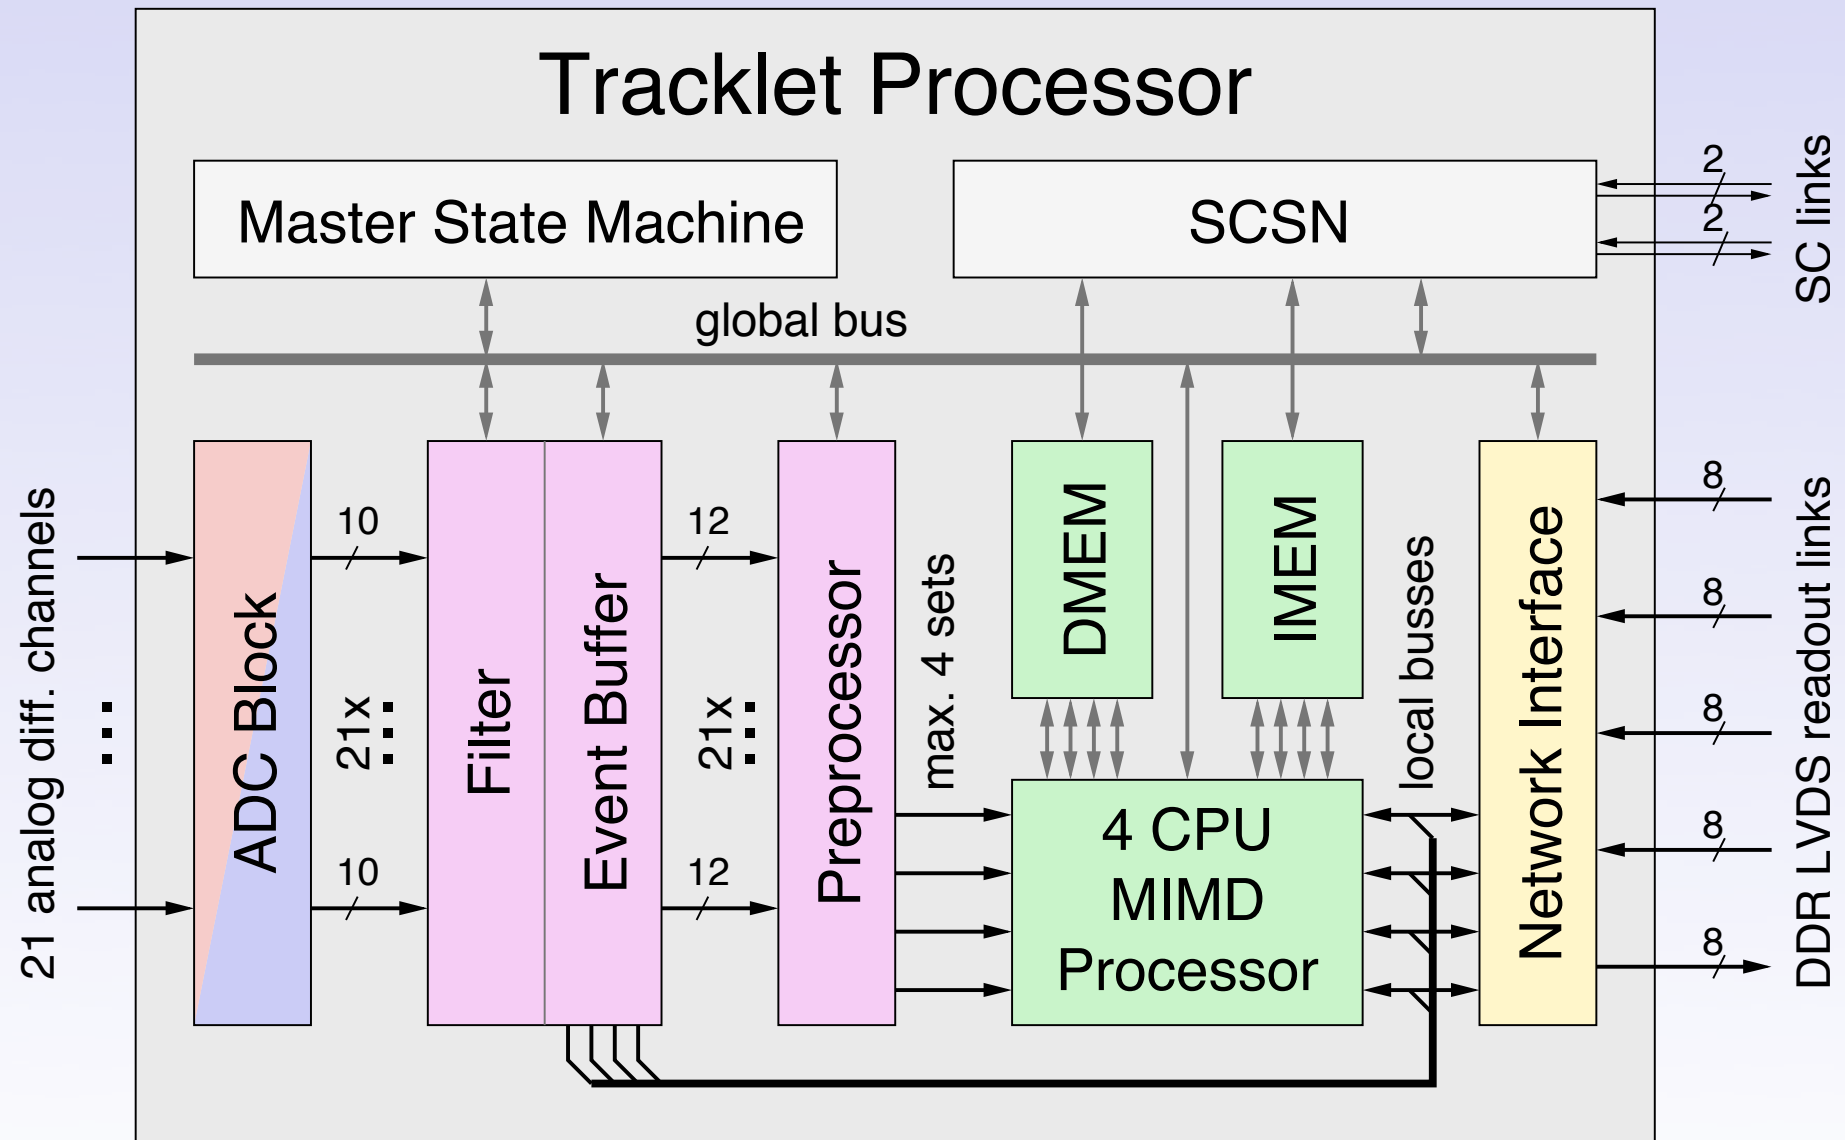 Tracklet Processor
Master State Machine
SCSN
2
2
SC links
global bus
21 analog diff. channels
ADC Block
10
21x
10
Filter
Event Buffer
12
21x
12
Preprocessor
max. 4 sets
DMEM
IMEM
4 CPU
MIMD
Processor
local busses
Network Interface
8
8
8
8
8
DDR LVDS readout links